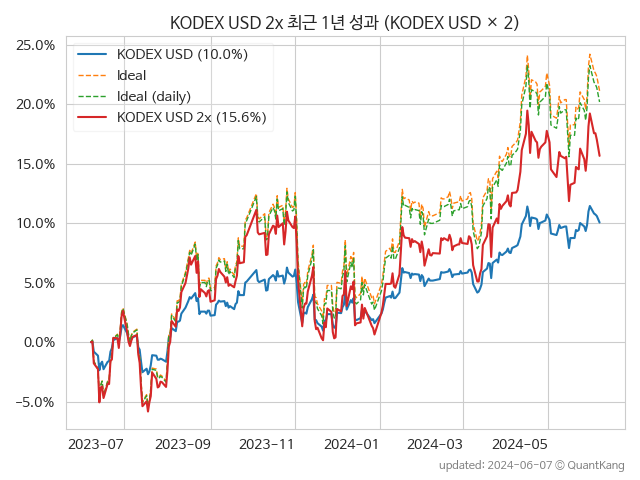 KODEX USD 2x 최근 1년 성과 (KODEX USD × 2)
25.0%
20.0%
15.0%
10.0%
5.0%
0.0%
−5.0%
KODEX USD (10.0%)
Ideal
Ideal (daily)
KODEX USD 2x (15.6%)
2023-07 2023-09 2023-11 2024-01 2024-03 2024-05
updated: 2024-06-07 © QuantKang